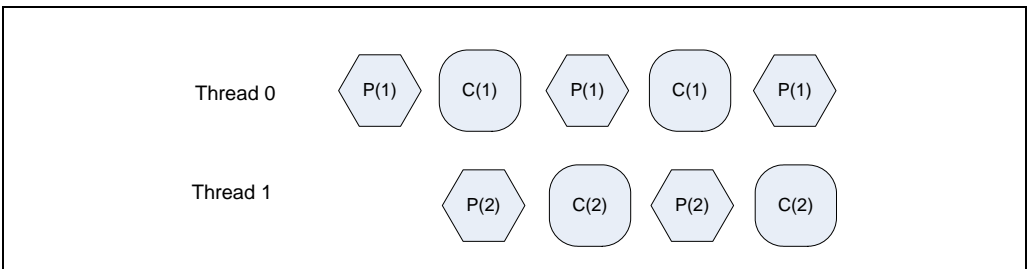 Thread 0 P(1) C(1) P(1) C(1) P(1)
Thread 1 P(2) C(2) P(2) C(2)